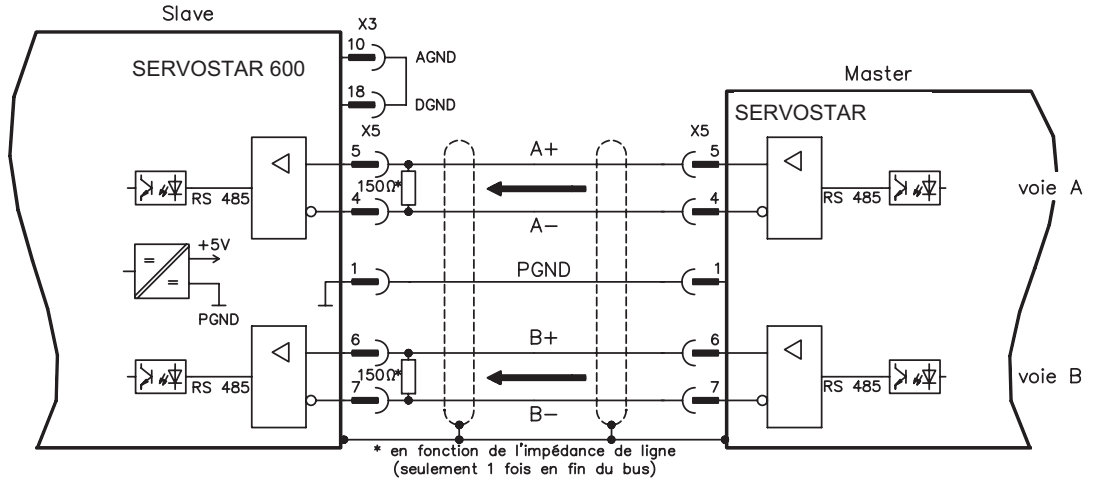 Slave
X3
10
AGND
SERVOSTAR 600
18
DGND
Master
SERVOSTAR
X5
X5
5
A+
5
RS 485
150Ω*
RS 485
voie A
4
A-
4
+5V
=
=
1
PGND
1
PGND
6
B+
6
RS 485
150Ω*
RS 485
voie B
7
B-
7
* en fonction de l'impédance de ligne
(seulement 1 fois en fin du bus)